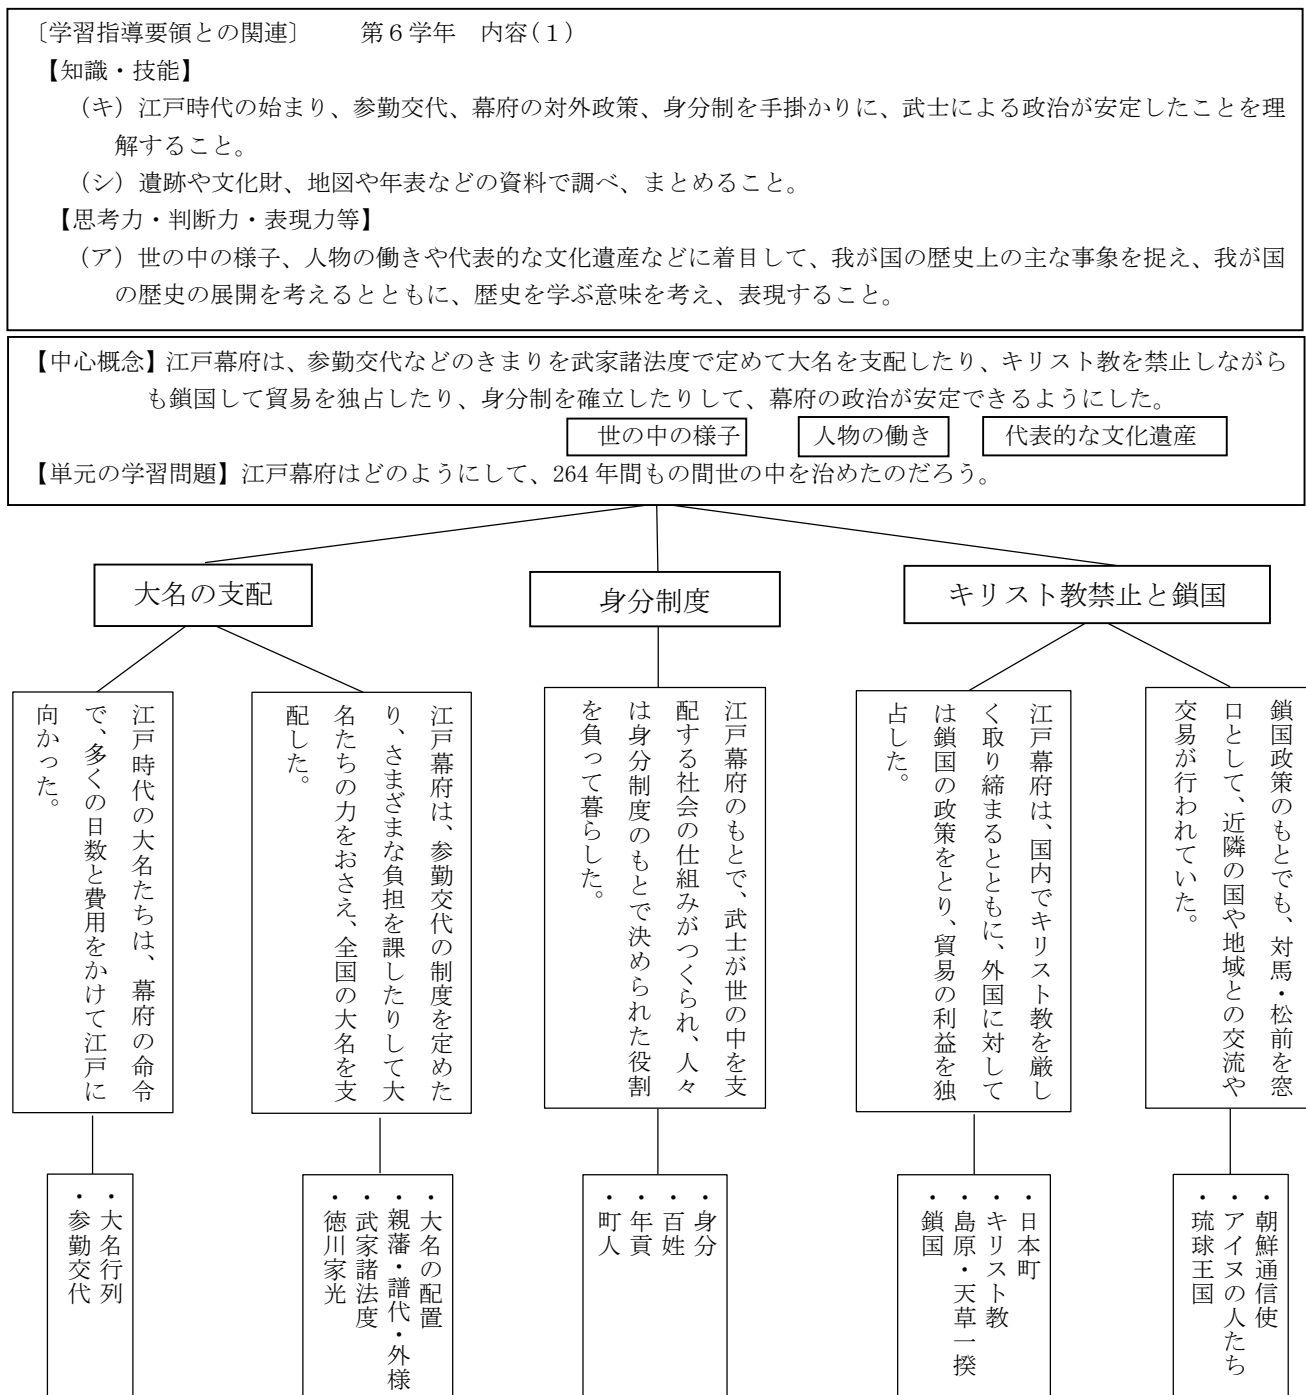 〔学習指導要領との関連〕　　第６学年　内容(１)
【知識・技能】
（キ）江戸時代の始まり、参勤交代、幕府の対外政策、身分制を手掛かりに、武士による政治が安定したことを理
解すること。
（シ）遺跡や文化財、地図や年表などの資料で調べ、まとめること。
【思考力・判断力・表現力等】
（ア）世の中の様子、人物の働きや代表的な文化遺産などに着目して、我が国の歴史上の主な事象を捉え、我が国
の歴史の展開を考えるとともに、歴史を学ぶ意味を考え、表現すること。
【中心概念】江戸幕府は、参勤交代などのきまりを武家諸法度で定めて大名を支配したり、キリスト教を禁止しながら
も鎖国して貿易を独占したり、身分制を確立したりして、幕府の政治が安定できるようにした。
世の中の様子　人物の働き　代表的な文化遺産
【単元の学習問題】江戸幕府はどのようにして、264 年間もの間世の中を治めたのだろう。
大名の支配
身分制度
キリスト教禁止と鎖国
江戸時代の大名たちは、幕府の命令
で、多くの日数と費用をかけて江戸に
向かった。
江戸幕府は、参勤交代の制度を定めた
り、さまざまな負担を課したりして大
名たちの力をおさえ、全国の大名を支
配した。
江戸幕府のもとで、武士が世の中を支
配する社会の仕組みがつくられ、人々
は身分制度のもとで決められた役割
を負って暮らした。
江戸幕府は、国内でキリスト教を厳し
く取り締まるとともに、外国に対して
は鎖国の政策をとり、貿易の利益を独
占した。
鎖国政策のもとでも、対馬・松前を窓
口として、近隣の国や地域との交流や
交易が行われていた。
・大名行列
・参勤交代
・大名の配置
・親藩・譜代・外様
・武家諸法度
・徳川家光
・身分
・百姓
・年貢
・町人
・日本町
・キリスト教
・島原・天草一揆
・鎖国
・朝鮮通信使
・アイヌの人たち
・琉球王国